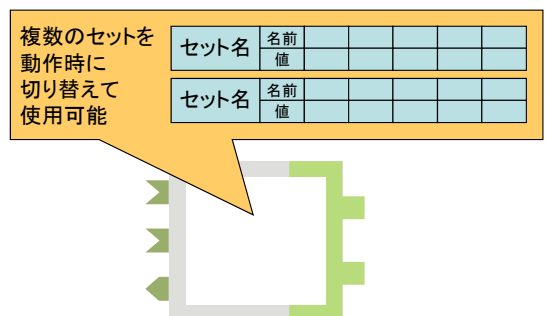 複数のセットを
動作時に
切り替えて
使用可能
セット名
名前
値
セット名
名前
値